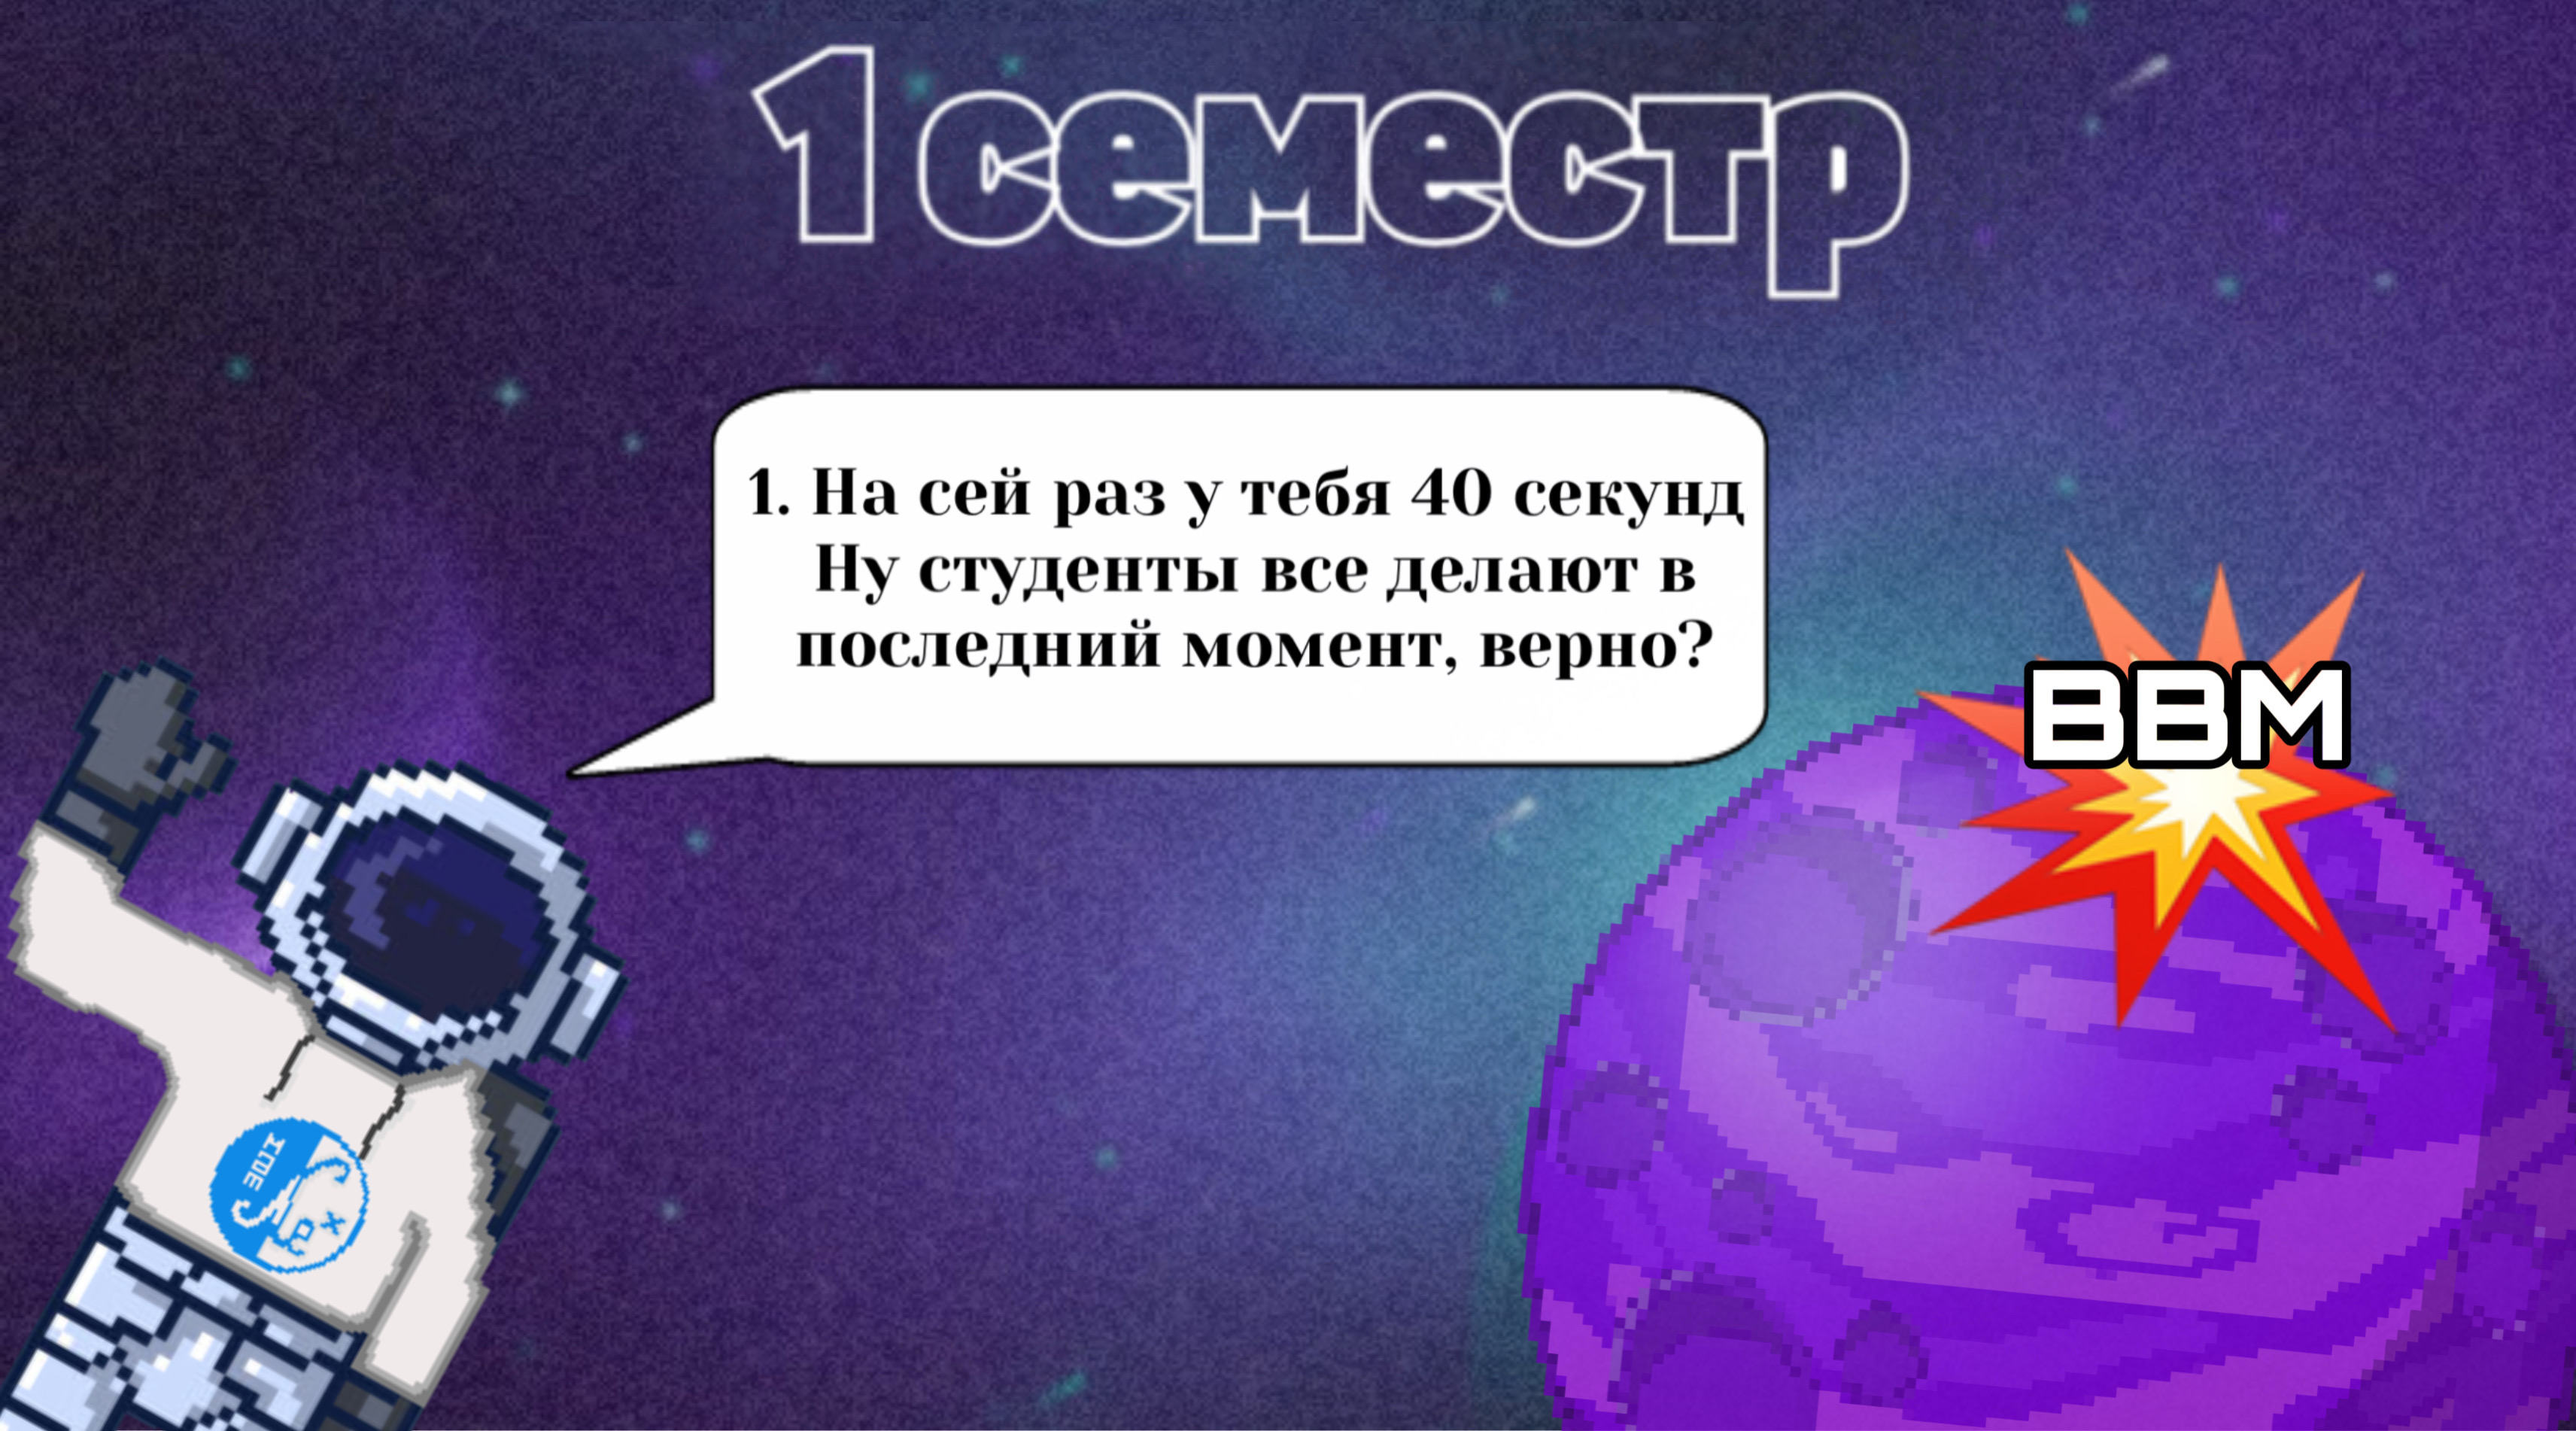 1 семестр
1. На сей раз у тебя 40 секунд
Ну студенты все делают в
последний момент, верно?
ВВМ